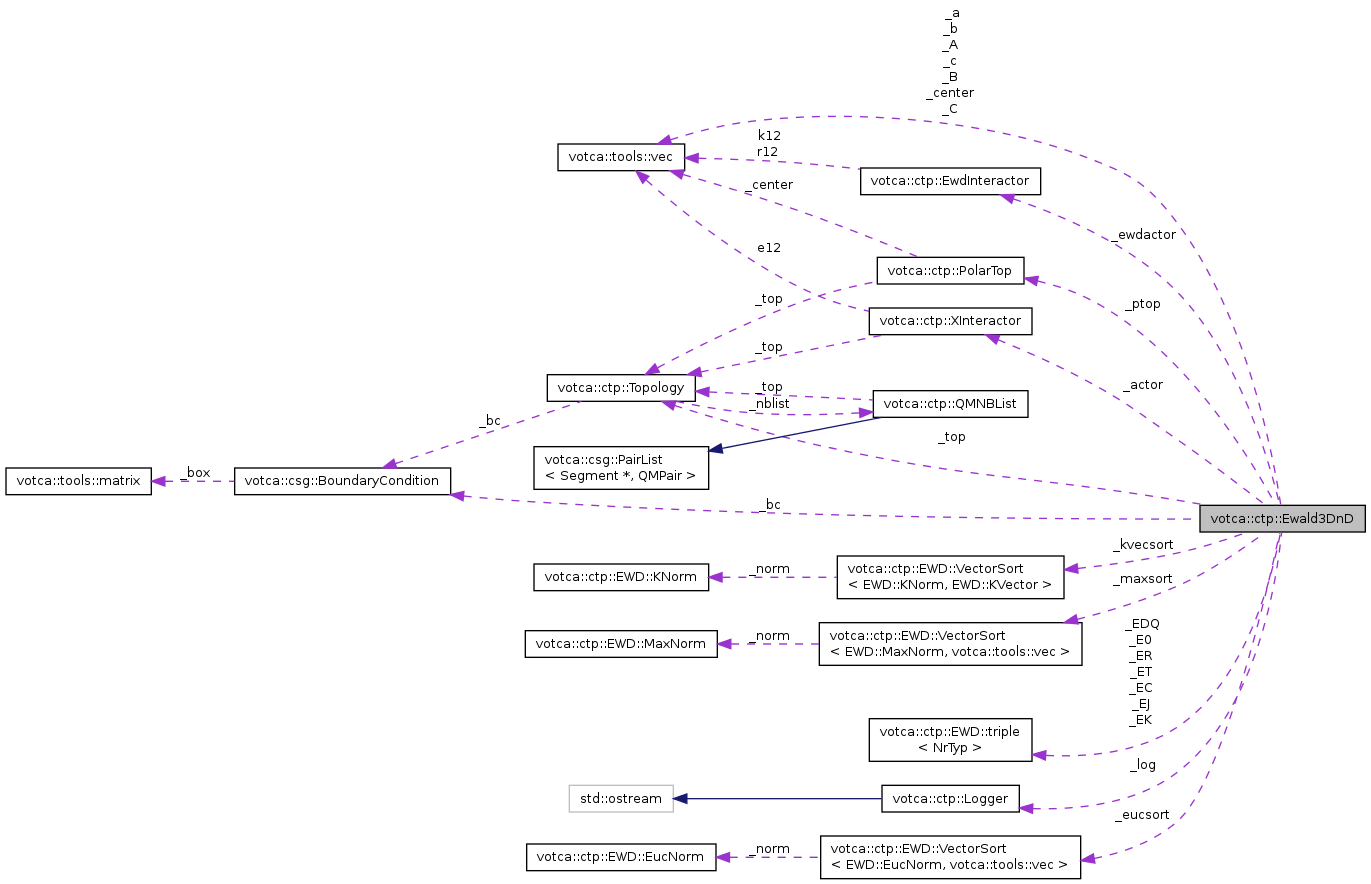 _a
_b
_A
_c
_B
_center
_C
k12
r12
votca::tools::vec
votca::ctp::EwdInteractor
_center
_ewdactor
e12
votca::ctp::PolarTop
_top
_ptop
votca::ctp::XInteractor
_top
votca::ctp::Topology
_top
_nblist
votca::ctp::QMNBList
_actor
_bc
_top
votca::csg::PairList
< Segment *, QMPair >
votca::tools::matrix
_box
votca::csg::BoundaryCondition
_bc
votca::ctp::Ewald3DnD
_kvecsort
votca::ctp::EWD::KNorm
_norm
votca::ctp::EWD::VectorSort
< EWD::KNorm, EWD::KVector >
_maxsort
votca::ctp::EWD::MaxNorm
_norm
votca::ctp::EWD::VectorSort
< EWD::MaxNorm, votca::tools::vec >
_EDQ
_E0
_ER
_ET
_EC
_EJ
_EK
votca::ctp::EWD::triple
< NrTyp >
_log
std::ostream
votca::ctp::Logger
_eucsort
votca::ctp::EWD::EucNorm
_norm
votca::ctp::EWD::VectorSort
< EWD::EucNorm, votca::tools::vec >